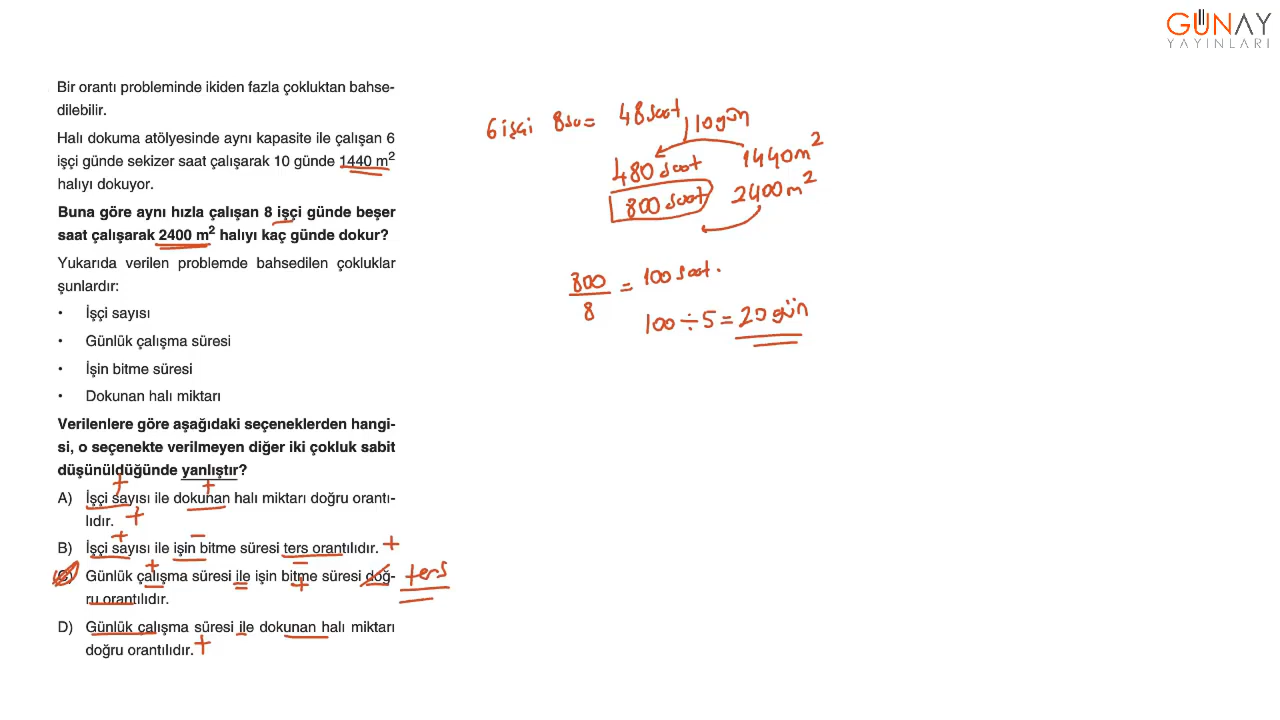 GÜNAY
YAYINLARI
Bir orantı probleminde ikiden fazla çokluktan bahse-
dilebilir.
Halı dokuma atölyesinde aynı kapasite ile çalışan 6
işçi günde sekizer saat çalışarak 10 günde 1440 m²
halıyı dokuyor.
Buna göre aynı hızla çalışan 8 işçi günde beşer
saat çalışarak 2400 m² halıyı kaç günde dokur?
Yukarıda verilen problemde bahsedilen çokluklar
şunlardır:
• İşçi sayısı
• Günlük çalışma süresi
• İşin bitme süresi
• Dokunan halı miktarı
Verilenlere göre aşağıdaki seçeneklerden hangi-
si, o seçenekte verilmeyen diğer iki çokluk sabit
düşünüldüğünde yanlıştır?
+ +
A) İşçi sayısı ile dokunan halı miktarı doğru orantı-
lıdır. +
+ −
B) İşçi sayısı ile işin bitme süresi ters orantılıdır. +
+ −
C) Günlük çalışma süresi ile işin bitme süresi doğ- ters
+
ru orantılıdır.
D) Günlük çalışma süresi ile dokunan halı miktarı
doğru orantılıdır. +
6 işçi 8sa = 48 saat
10 gün
480 saat 1440m²
800 saat 2400m²
800/8 = 100 saat.
100 ÷ 5 = 20 gün